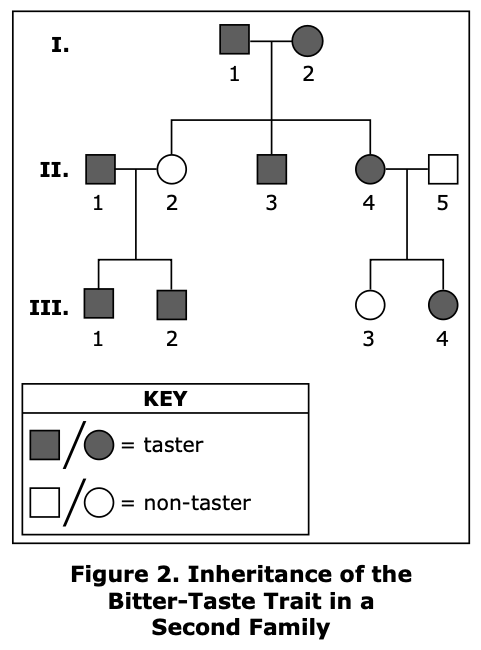 I.
1 2
II.
1 2 3 4 5
III.
1 2 3 4
KEY
= taster
= non-taster
Figure 2. Inheritance of the
Bitter-Taste Trait in a
Second Family